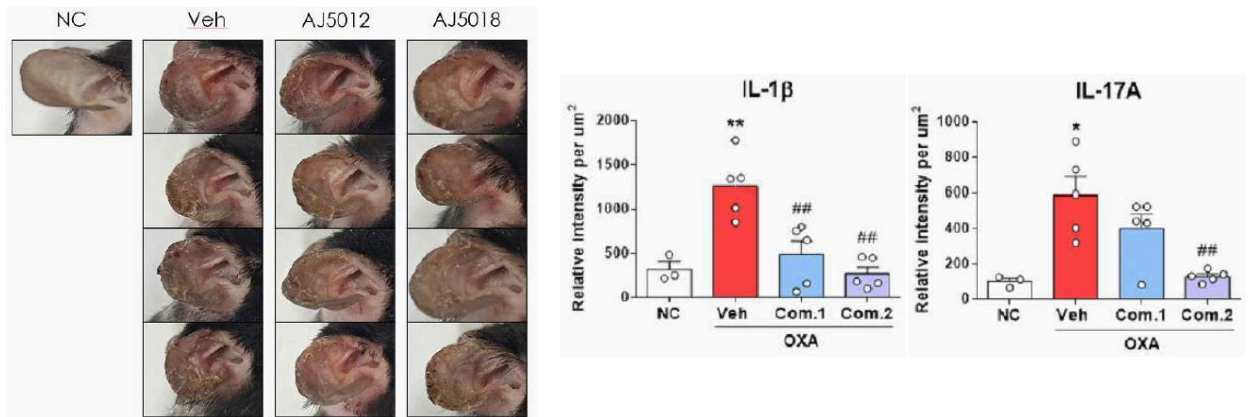 NC Veh AJ5012 AJ5018
IL-1β
Relative Intensity per um²
2000
1500
1000
500
0
**
##
##
NC Veh Com.1 Com.2
OXA
IL-17A
Relative Intensity per um²
1000
800
600
400
200
0
*
##
NC Veh Com.1 Com.2
OXA